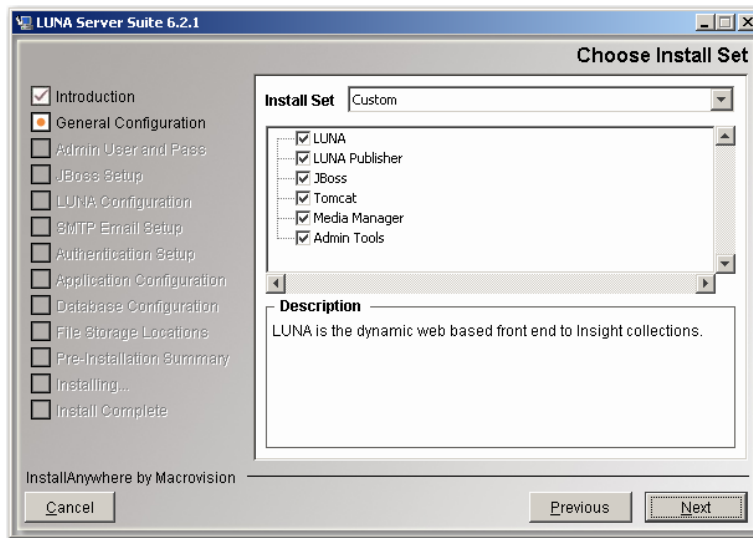 LUNA Server Suite 6.2.1
Choose Install Set
Introduction
General Configuration
Admin User and Pass
JBoss Setup
LUNA Configuration
SMTP Email Setup
Authentication Setup
Application Configuration
Database Configuration
File Storage Locations
Pre-Installation Summary
Installing...
Install Complete
Install Set Custom
LUNA
LUNA Publisher
JBoss
Tomcat
Media Manager
Admin Tools
Description
LUNA is the dynamic web based front end to Insight collections.
InstallAnywhere by Macrovision
Cancel Previous Next